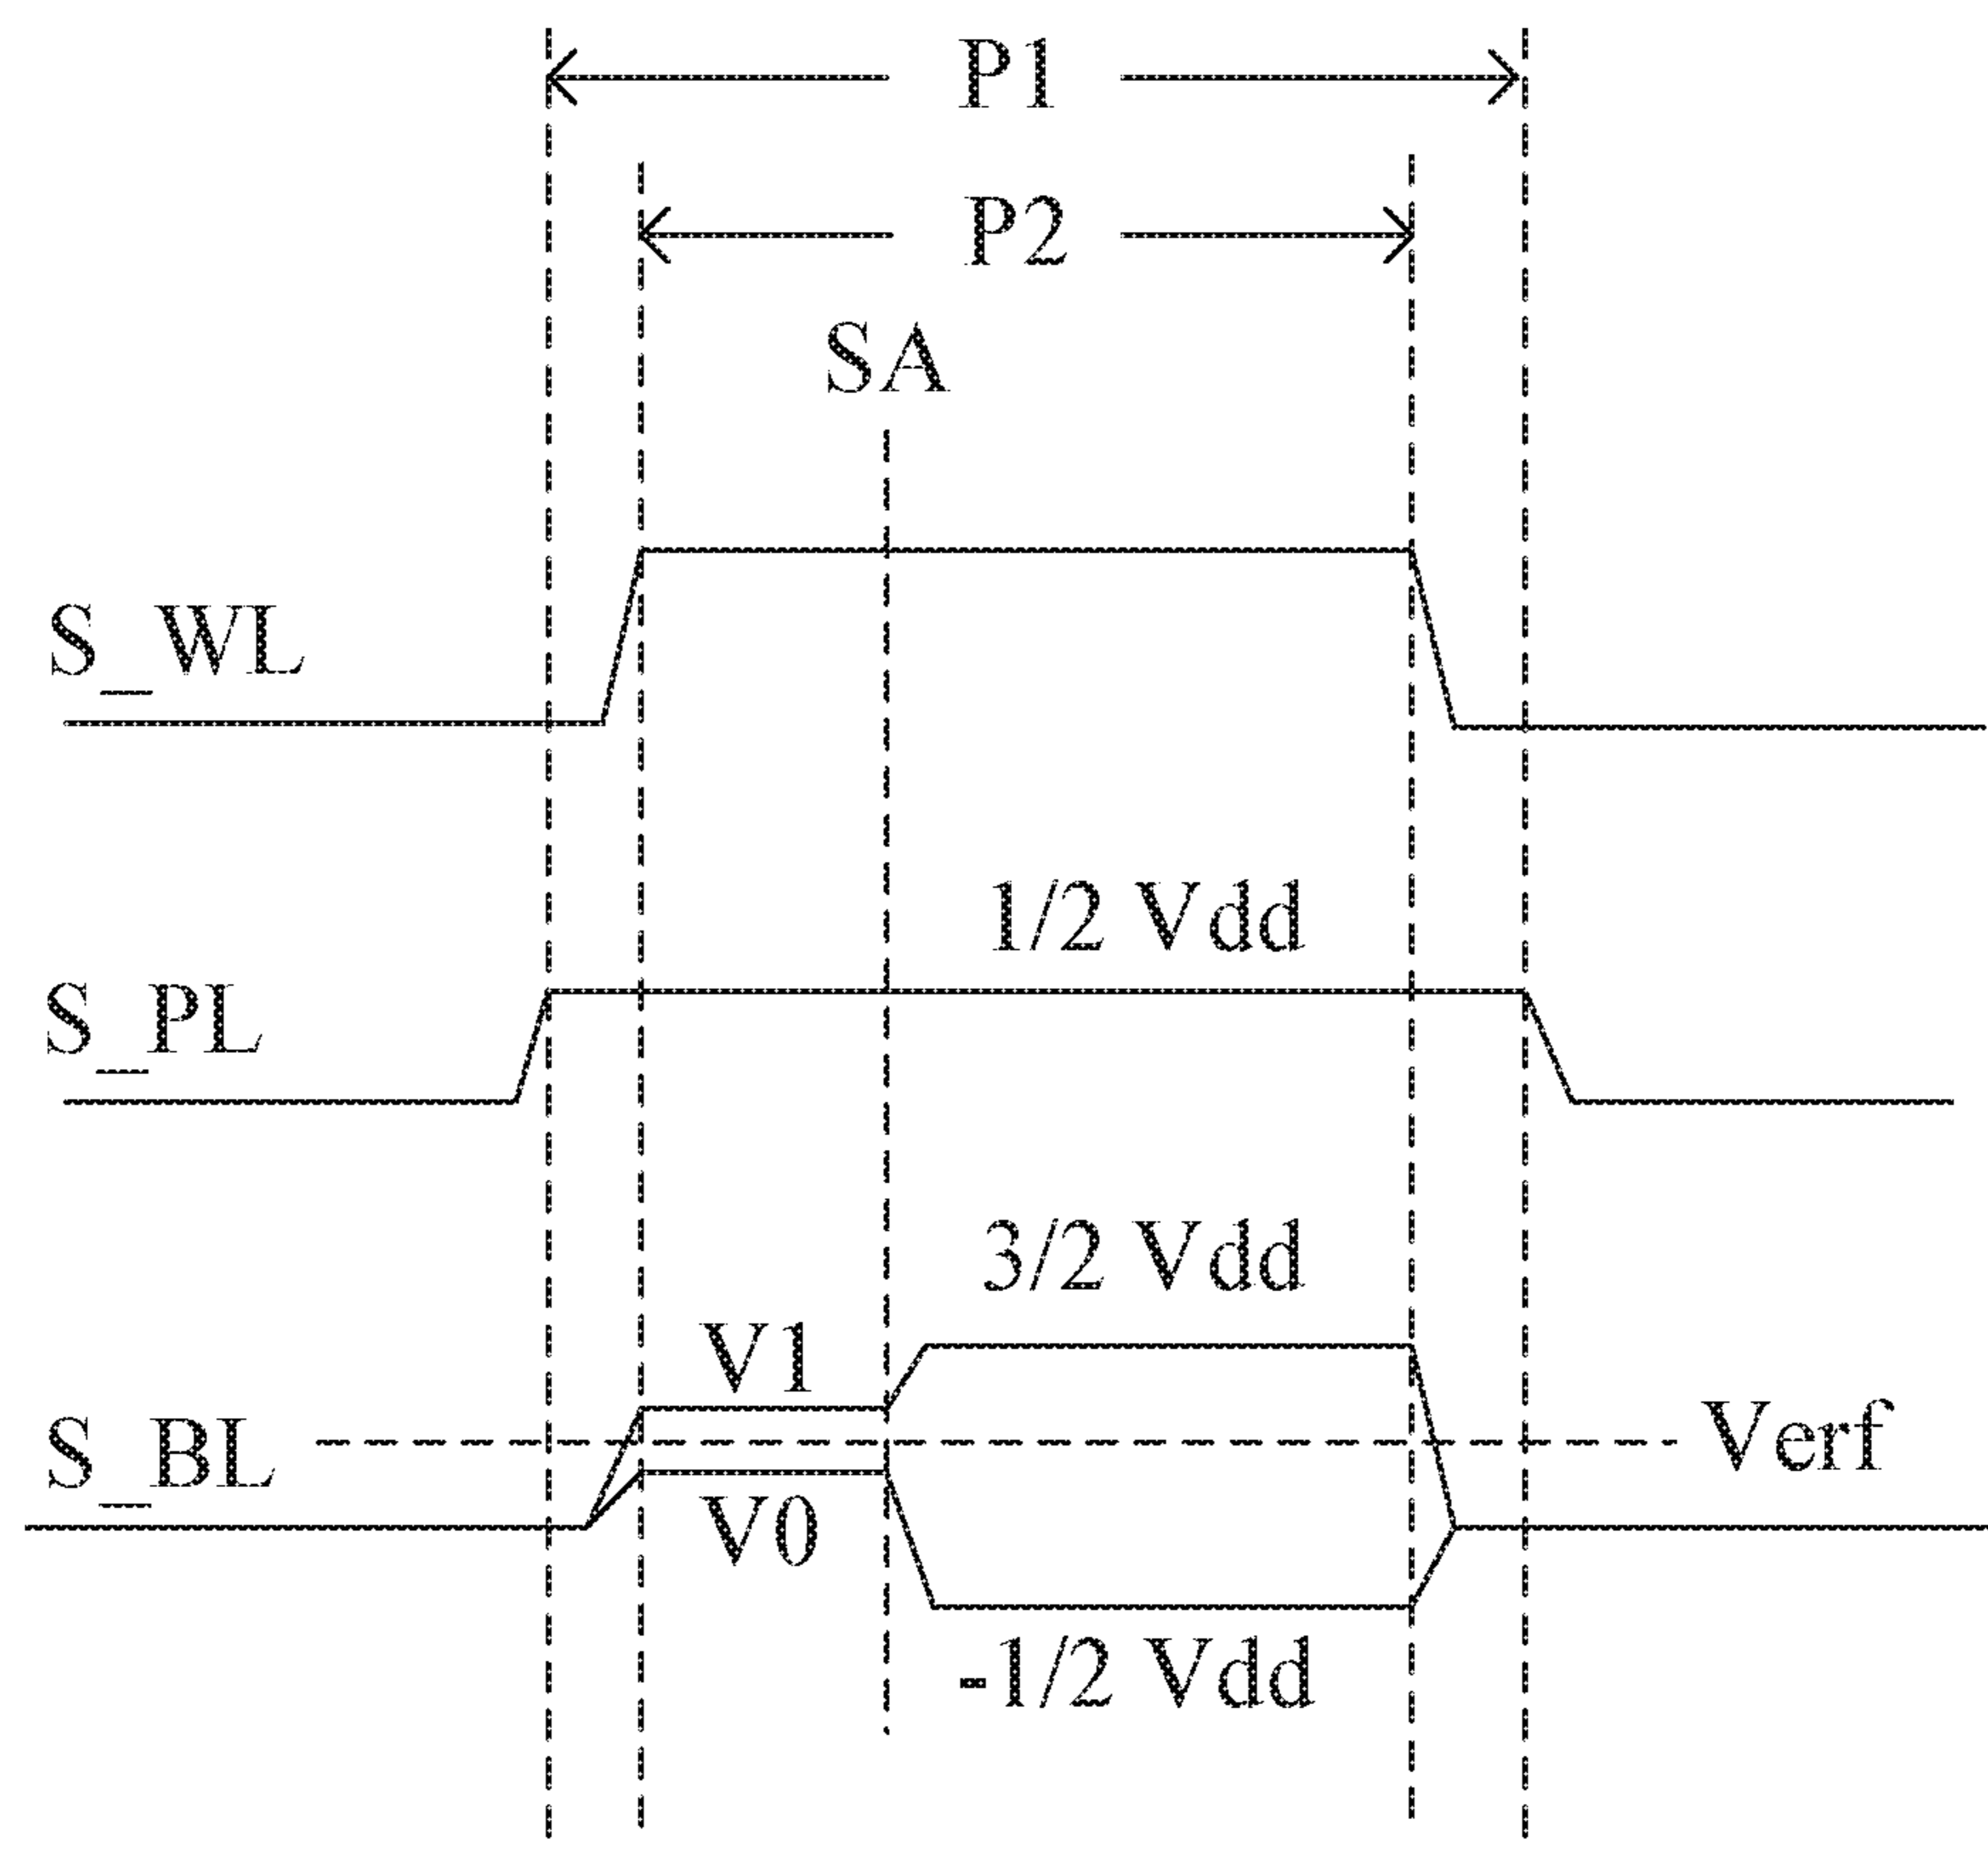 P1
P2
SA
S_WL
1/2 Vdd
S_PL
3/2 Vdd
V1
S_BL
Verf
V0
-1/2 Vdd